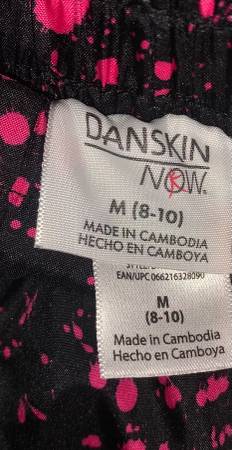 DANSKIN
NOW.
M (8-10)
MADE IN CAMBODIA
HECHO EN CAMBOYA
EAN/UPC 066216328090
M
(8-10)
Made in Cambodia
Hecho en Camboya